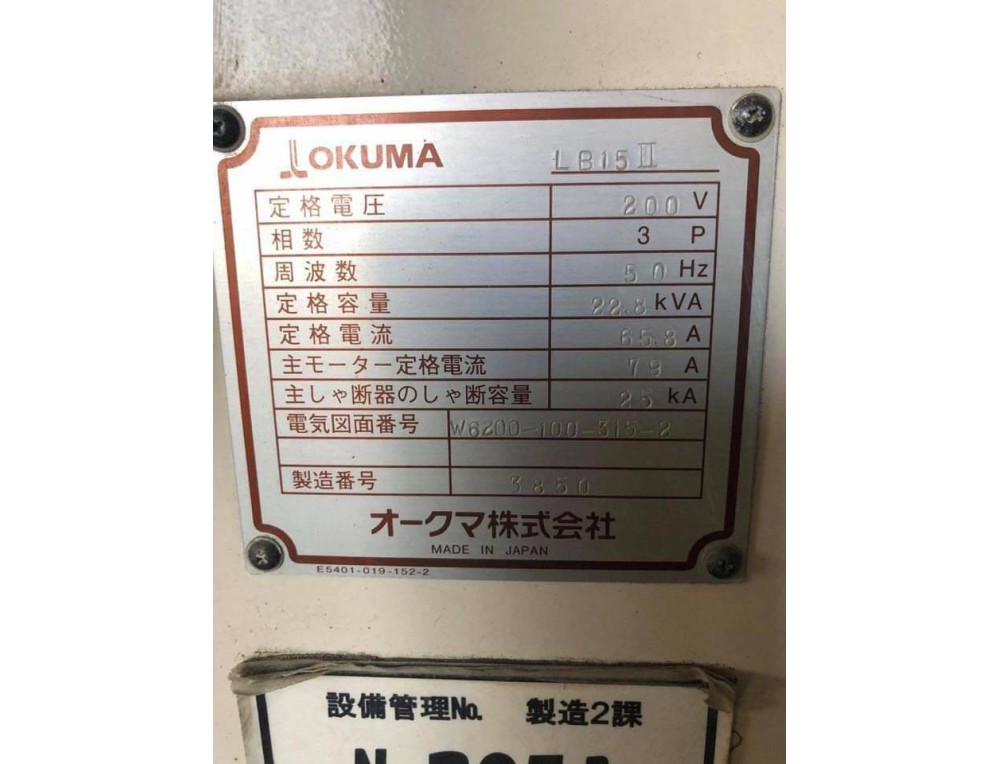 OKUMA LB15II
定格電圧 200 V
相数 3 P
周波数 50 Hz
定格容量 22.8 kVA
定格電流 65.8 A
主モーター定格電流 79 A
主しゃ断器のしゃ断容量 25 kA
電気図面番号 W6200-100-315-2
製造番号 3850
オークマ株式会社
MADE IN JAPAN
E5401-019-152-2
設備管理No. 製造2課